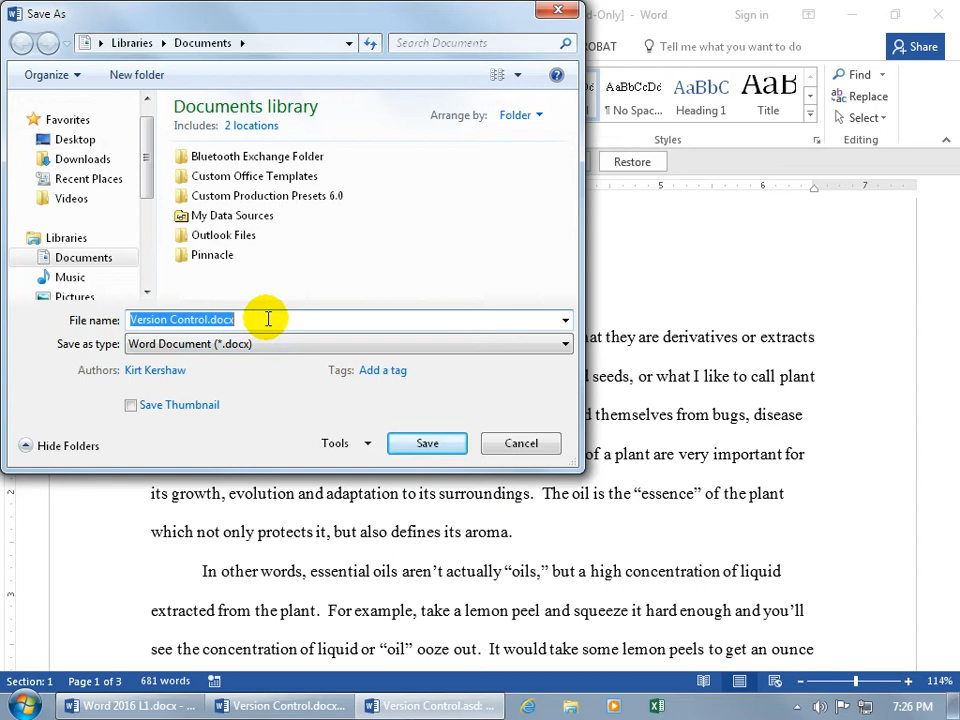 Save As
-Only] - Word
Sign in
Libraries
Documents
Search Documents
OBAT
Tell me what you want to do
Share
Organize
New folder
Documents library
Includes: 2 locations
Arrange by:
Folder
Favorites
Desktop
Downloads
Recent Places
Videos
Libraries
Documents
Music
Pictures
Bluetooth Exchange Folder
Custom Office Templates
Custom Production Presets 6.0
My Data Sources
Outlook Files
Pinnacle
File name:
Version Control.docx
Save as type:
Word Document (*.docx)
Authors:
Kirt Kershaw
Tags:
Add a tag
Save Thumbnail
Hide Folders
Tools
Save
Cancel
AaBbCcDd
AaBbC
AaB
¶ No Spac...
Heading 1
Title
Styles
Find
Replace
Select
Editing
Restore
5 6 7
at they are derivatives or extracts
d seeds, or what I like to call plant
d themselves from bugs, disease
of a plant are very important for
its growth, evolution and adaptation to its surroundings. The oil is the “essence” of the plant
which not only protects it, but also defines its aroma.
In other words, essential oils aren’t actually “oils,” but a high concentration of liquid
extracted from the plant. For example, take a lemon peel and squeeze it hard enough and you’ll
see the concentration of liquid or “oil” ooze out. It would take some lemon peels to get an ounce
2
3
Section: 1
Page 1 of 3
681 words
114%
Word 2016 L1.docx - ...
Version Control.docx...
Version Control.asd: ...
7:26 PM